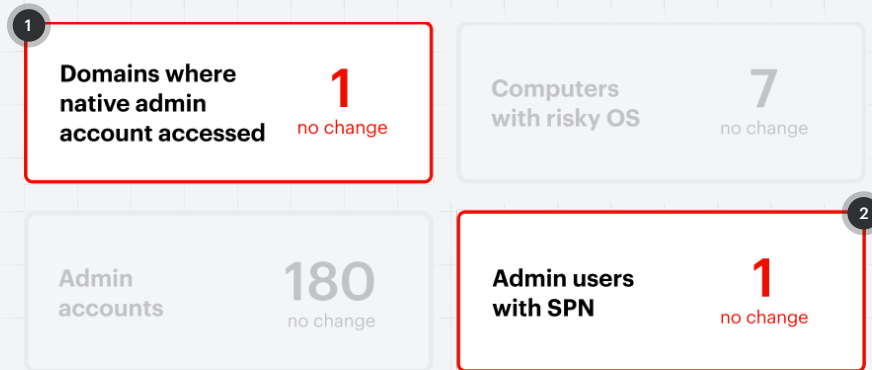 1
Domains where
native admin
account accessed
1
no change
Computers
with risky OS
7
no change
2
Admin
accounts
180
no change
Admin users
with SPN
1
no change